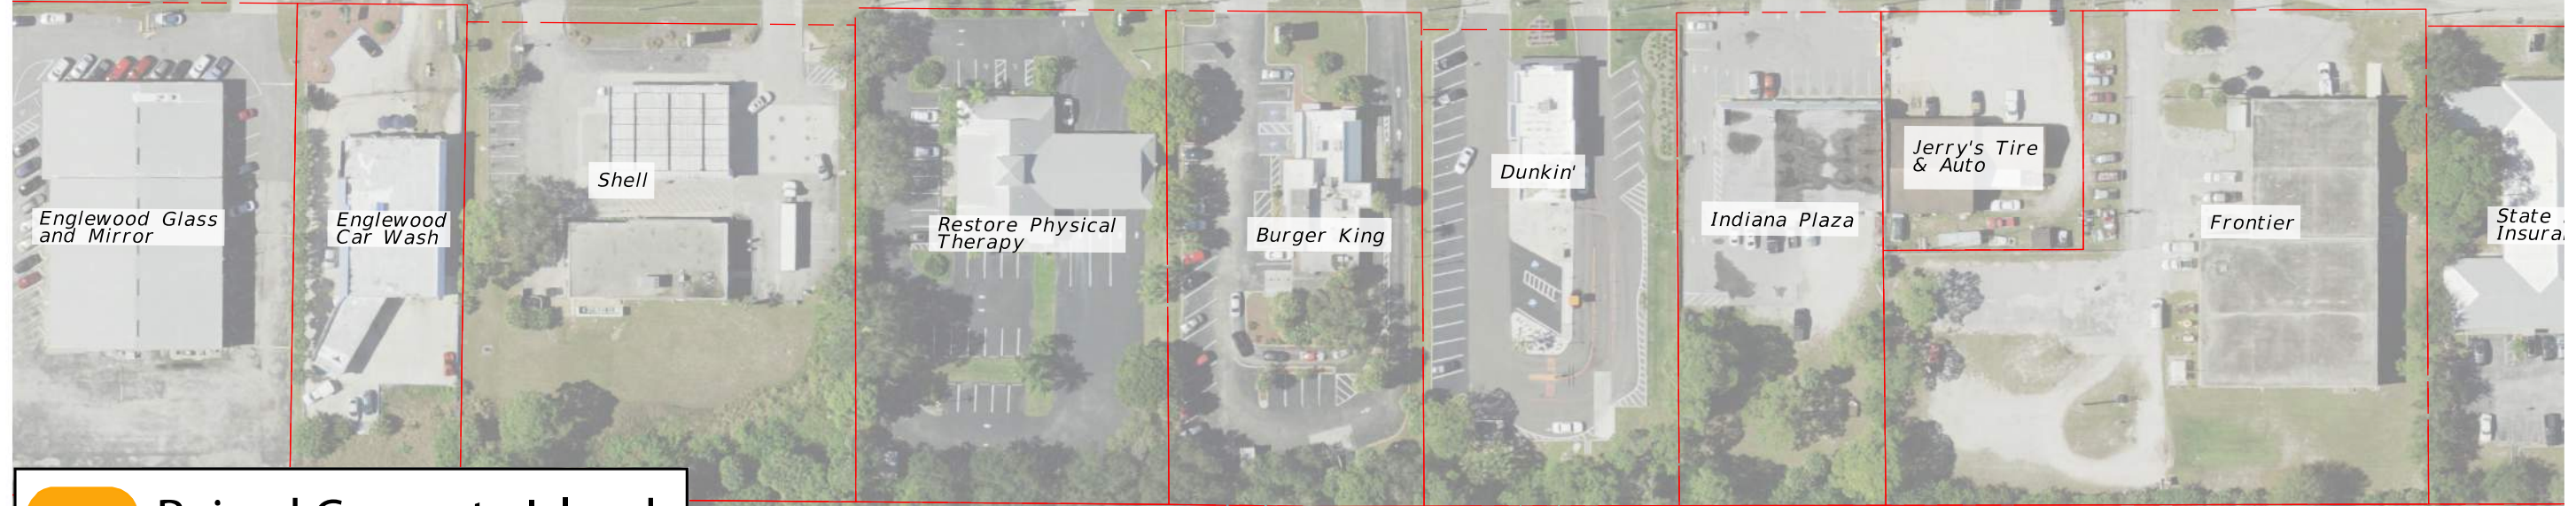 Englewood Glass
and Mirror
Englewood
Car Wash
Shell
Restore Physical
Therapy
Burger King
Dunkin'
Indiana Plaza
Jerry's Tire
& Auto
Frontier
State